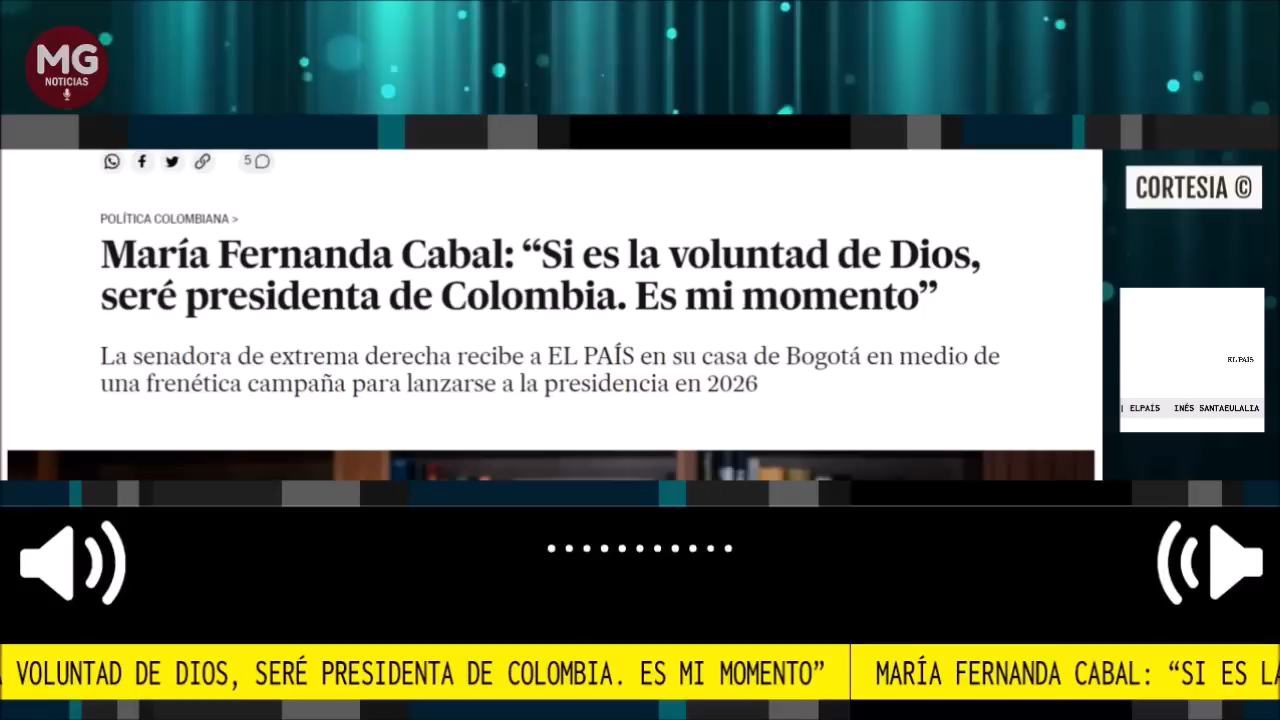 MG
NOTICIAS
5
POLÍTICA COLOMBIANA >
María Fernanda Cabal: “Si es la voluntad de Dios,
seré presidenta de Colombia. Es mi momento”
La senadora de extrema derecha recibe a EL PAÍS en su casa de Bogotá en medio de
una frenética campaña para lanzarse a la presidencia en 2026
CORTESIA ©
EL PAÍS
| ELPAÍS INÉS SANTAEULALIA
VOLUNTAD DE DIOS, SERÉ PRESIDENTA DE COLOMBIA. ES MI MOMENTO” MARÍA FERNANDA CABAL: “SI ES LA